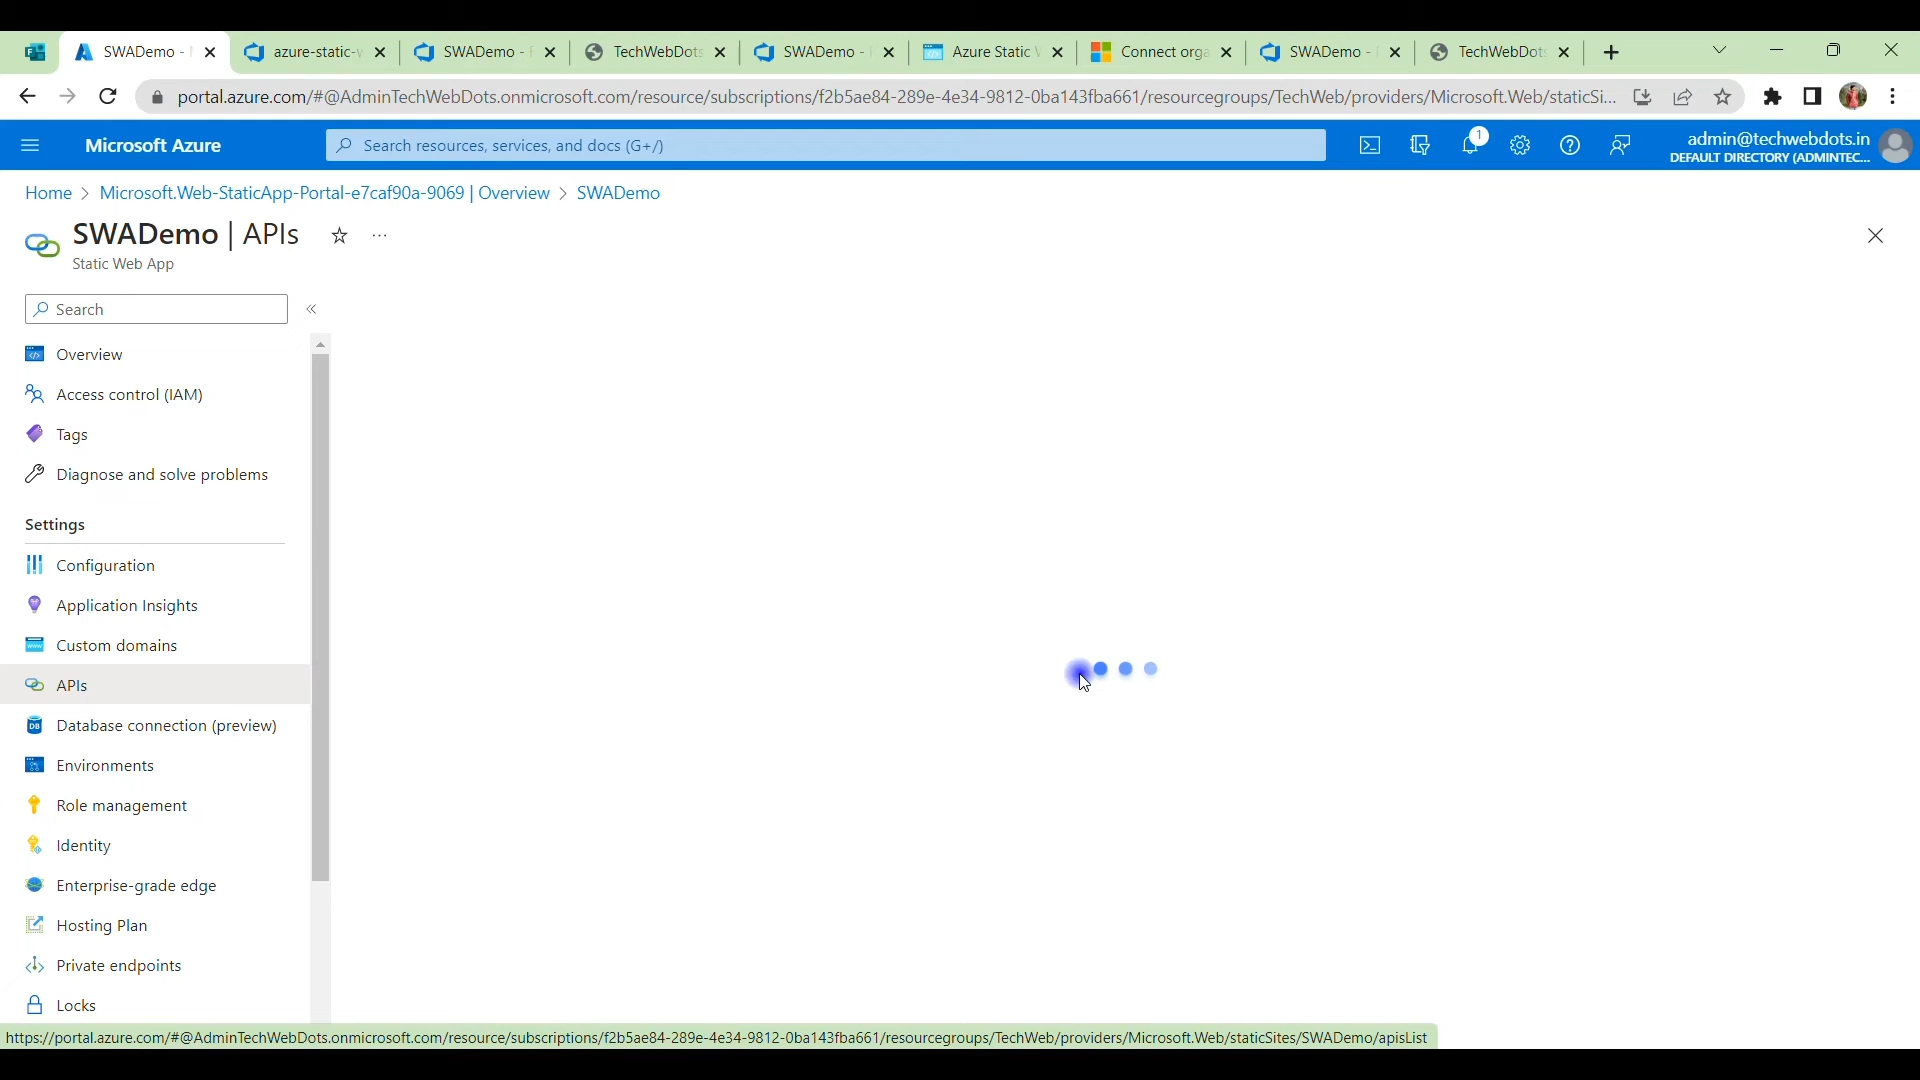 SWADemo -
azure-static-w
SWADemo -
TechWebDots
SWADemo -
Azure Static
Connect orga
SWADemo -
TechWebDots
portal.azure.com/#@AdminTechWebDots.onmicrosoft.com/resource/subscriptions/f2b5ae84-289e-4e34-9812-0ba143fba661/resourcegroups/TechWeb/providers/Microsoft.Web/staticSi...
Microsoft Azure
Search resources, services, and docs (G+/)
1
admin@techwebdots.in
DEFAULT DIRECTORY (ADMINTEC...
Home > Microsoft.Web-StaticApp-Portal-e7caf90a-9069 | Overview > SWADemo
SWADemo | APIs
Static Web App
Search
Overview
Access control (IAM)
Tags
Diagnose and solve problems
Settings
Configuration
Application Insights
Custom domains
APIs
Database connection (preview)
Environments
Role management
Identity
Enterprise-grade edge
Hosting Plan
Private endpoints
Locks
https://portal.azure.com/#@AdminTechWebDots.onmicrosoft.com/resource/subscriptions/f2b5ae84-289e-4e34-9812-0ba143fba661/resourcegroups/TechWeb/providers/Microsoft.Web/staticSites/SWADemo/apisList